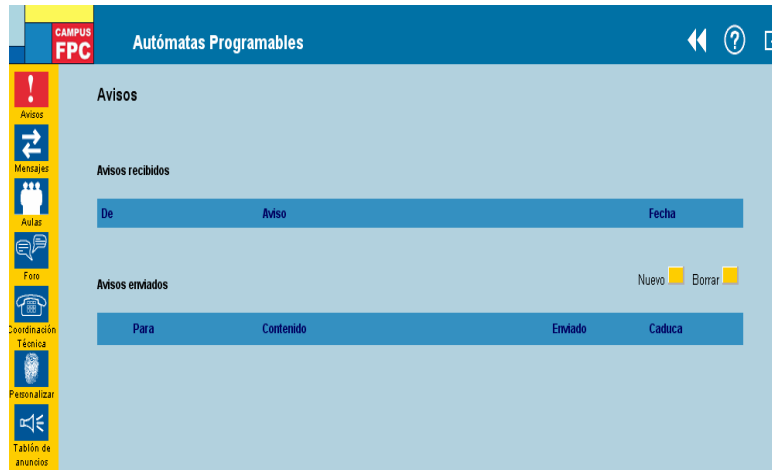 CAMPUS
FPC
Autómatas Programables
?
!
Avisos
Avisos
Mensajes
Avisos recibidos
De Aviso Fecha
Aulas
Foro
Avisos enviados
Nuevo Borrar
Para Contenido Enviado Caduca
Coordinación
Técnica
Personalizar
Tablón de
anuncios